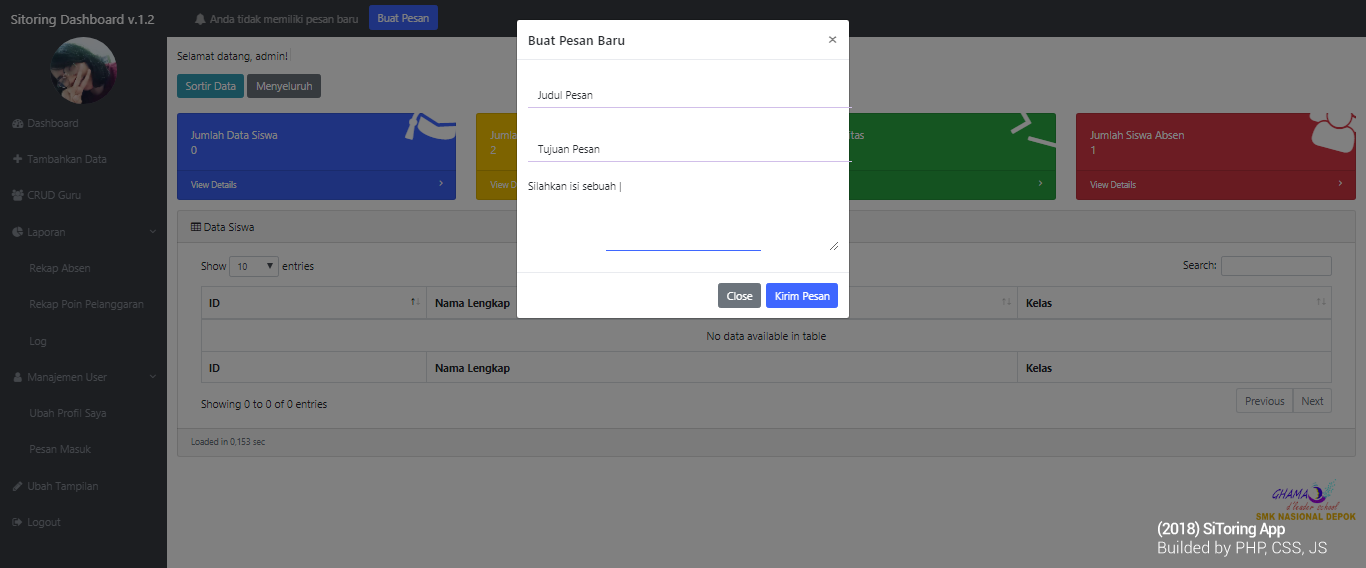 Sitoring Dashboard v.1.2
Anda tidak memiliki pesan baru
Buat Pesan
Dashboard
Tambahkan Data
CRUD Guru
Laporan
Rekap Absen
Rekap Poin Pelanggaran
Log
Manajemen User
Ubah Profil Saya
Pesan Masuk
Ubah Tampilan
Logout
Selamat datang, admin!
Sortir Data
Menyeluruh
Jumlah Data Siswa
0
View Details
2
View D
View Details
Jumlah Siswa Absen
1
View Details
Buat Pesan Baru
×
Judul Pesan
Tujuan Pesan
Silahkan isi sebuah |
Close
Kirim Pesan
Data Siswa
Show 10 entries
Search:
ID Nama Lengkap Kelas
No data available in table
ID Nama Lengkap Kelas
Showing 0 to 0 of 0 entries
Previous Next
Loaded in 0,153 sec
GHAMA
d'leader school
SMK NASIONAL DEPOK
(2018) SiToring App
Builded by PHP, CSS, JS